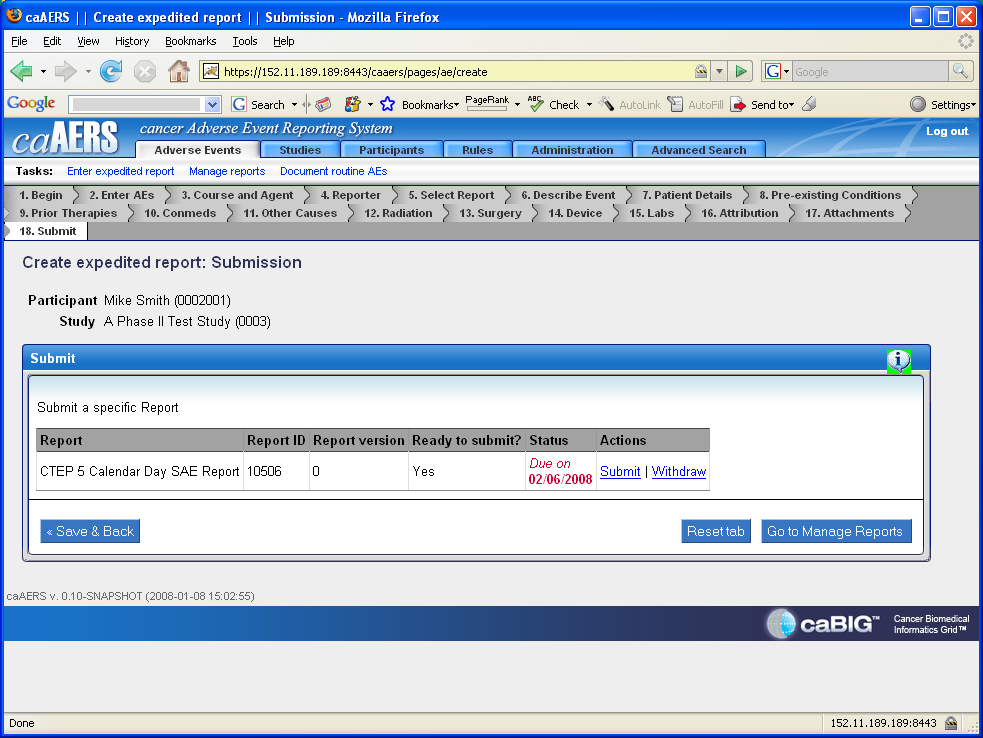 caAERS || Create expedited report || Submission - Mozilla Firefox
File Edit View History Bookmarks Tools Help
https://152.11.189.189:8443/caaers/pages/ae/create
G Google
Google G Search Bookmarks PageRank ABC Check AutoLink AutoFill Send to Settings
caAERS cancer Adverse Event Reporting System Log out
Adverse Events Studies Participants Rules Administration Advanced Search
Tasks: Enter expedited report Manage reports Document routine AEs
1. Begin 2. Enter AEs 3. Course and Agent 4. Reporter 5. Select Report 6. Describe Event 7. Patient Details 8. Pre-existing Conditions
9. Prior Therapies 10. Conmeds 11. Other Causes 12. Radiation 13. Surgery 14. Device 15. Labs 16. Attribution 17. Attachments
18. Submit
Create expedited report: Submission
Participant Mike Smith (0002001)
Study A Phase II Test Study (0003)
Submit
Submit a specific Report
Report Report ID Report version Ready to submit? Status Actions
CTEP 5 Calendar Day SAE Report 10506 0 Yes Due on 02/06/2008 Submit | Withdraw
« Save & Back Reset tab Go to Manage Reports
caAERS v. 0.10-SNAPSHOT (2008-01-08 15:02:55)
caBIG™ Cancer Biomedical
Informatics Grid™
Done 152.11.189.189:8443